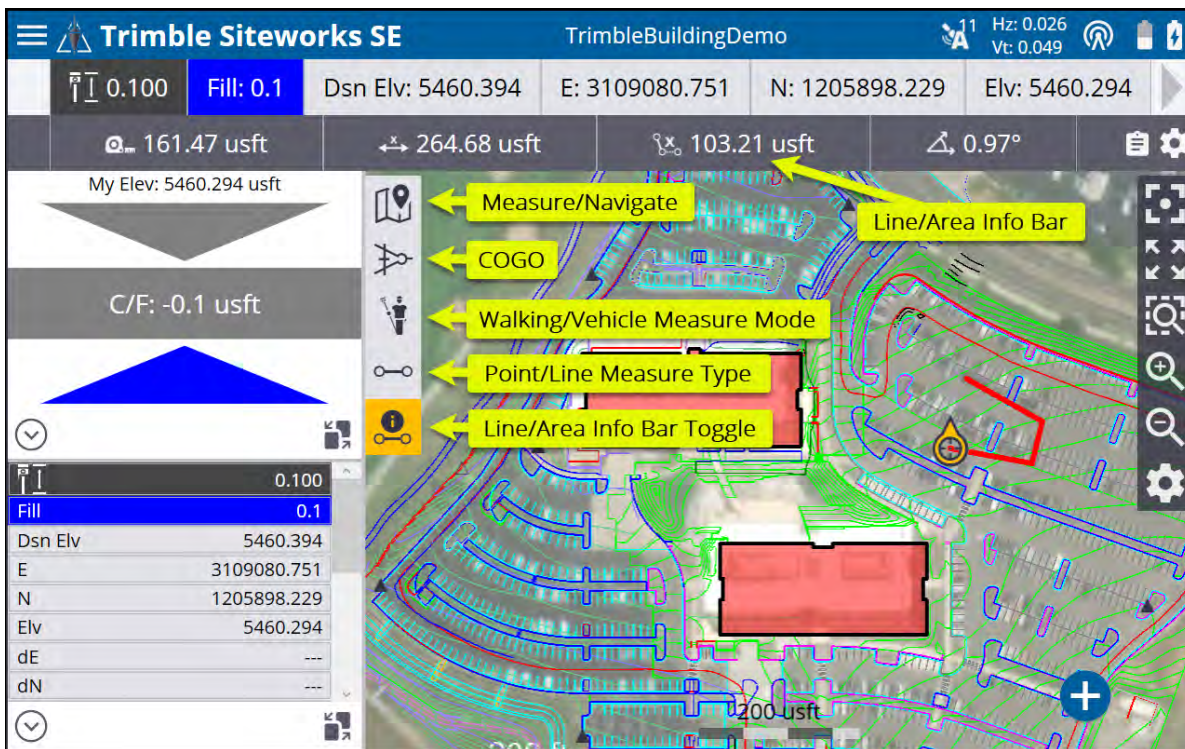 Trimble Siteworks SE
TrimbleBuildingDemo
11
Hz: 0.026
Vt: 0.049
0.100
Fill: 0.1
Dsn Elv: 5460.394
E: 3109080.751
N: 1205898.229
Elv: 5460.294
161.47 usft
264.68 usft
103.21 usft
0.97°
My Elev: 5460.294 usft
C/F: -0.1 usft
Measure/Navigate
COGO
Walking/Vehicle Measure Mode
Point/Line Measure Type
Line/Area Info Bar Toggle
Line/Area Info Bar
0.100
Fill 0.1
Dsn Elv 5460.394
E 3109080.751
N 1205898.229
Elv 5460.294
dE ---
dN ---
200 usft